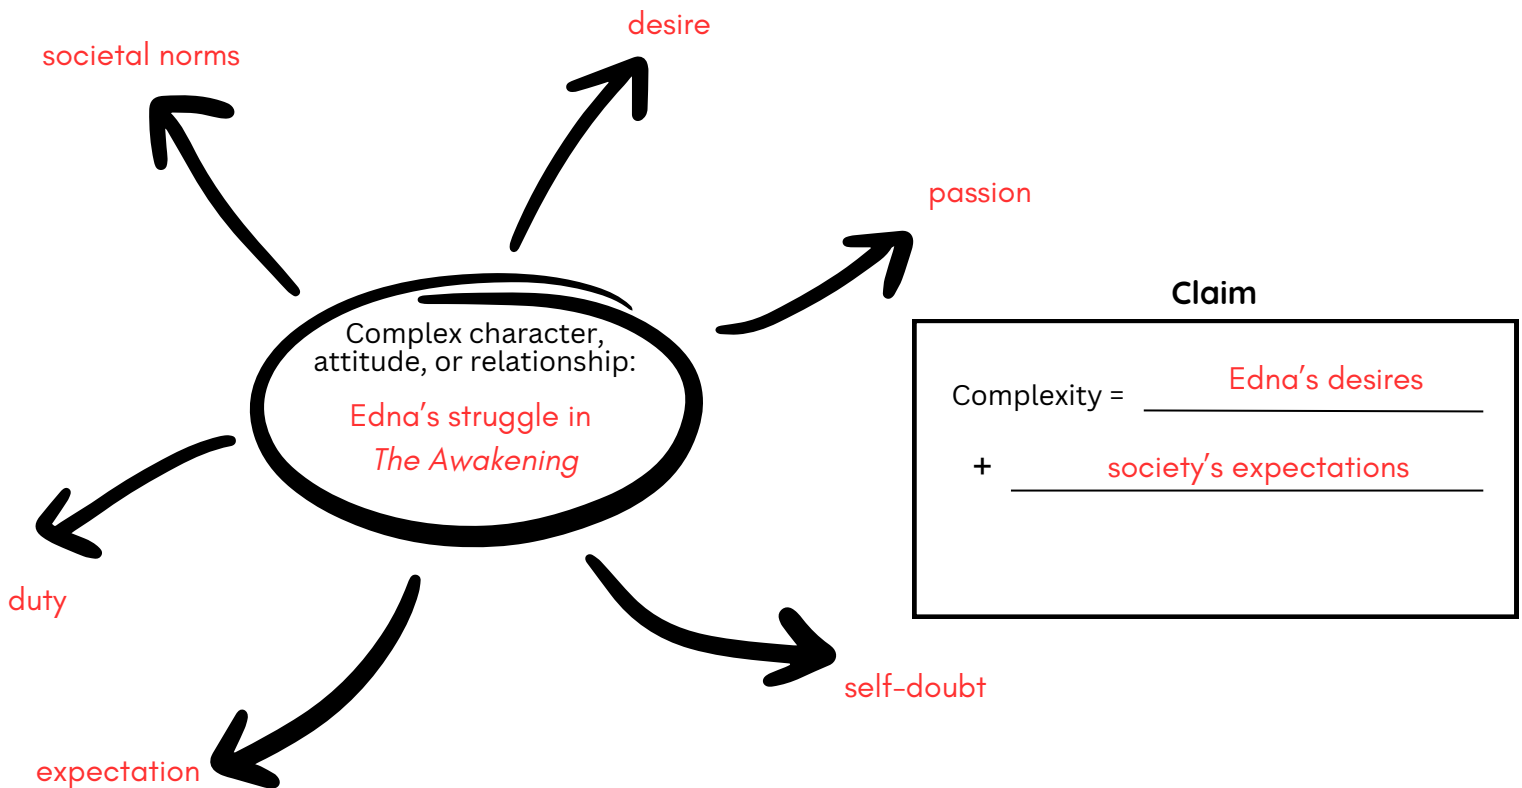 desire
societal norms
passion
Claim
Complex character,
attitude, or relationship:
Edna’s struggle in
The Awakening
Complexity = Edna’s desires
+ society’s expectations
duty
self-doubt
expectation